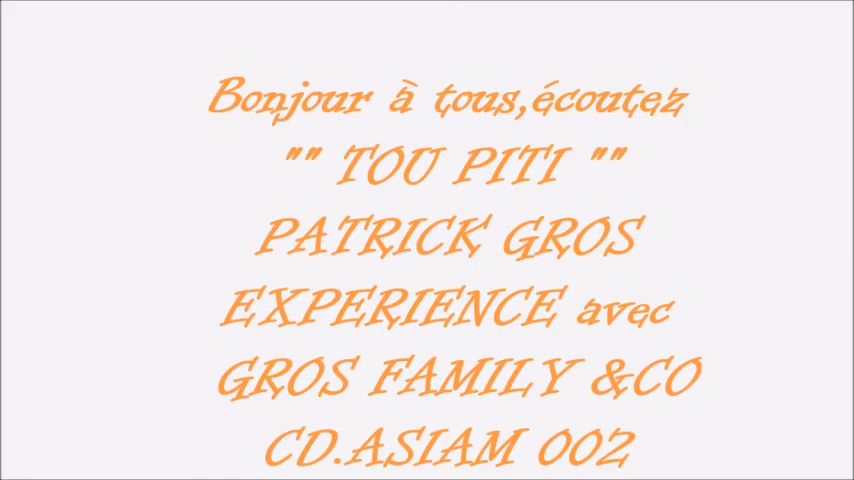 Bonjour à tous,écoutez
"" TOU PITI ""
PATRICK GROS
EXPERIENCE avec
GROS FAMILY &CO
CD.ASIAM 002